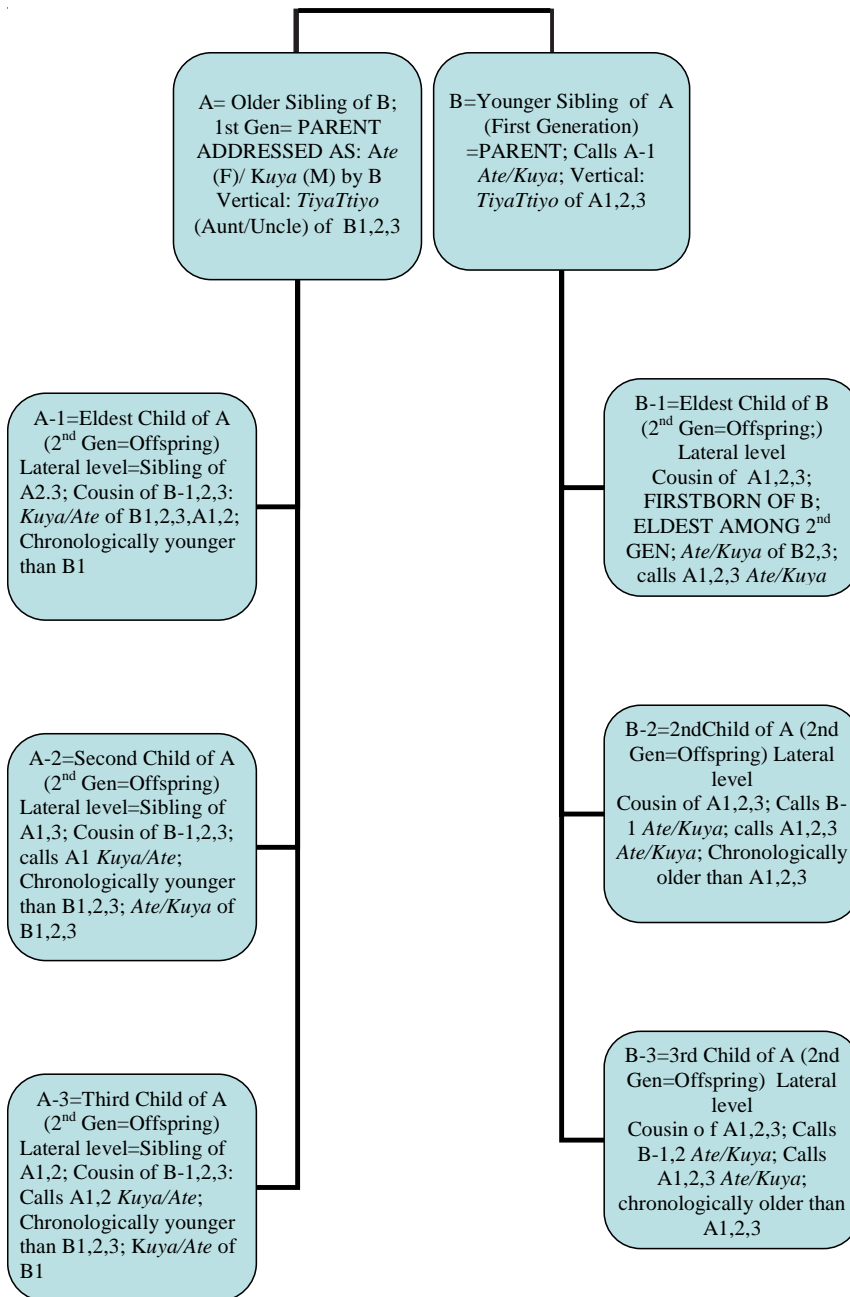 A= Older Sibling of B;
1st Gen= PARENT
ADDRESSED AS: Ate
(F)/ Kuya (M) by B
Vertical: TiyaTtiyo
(Aunt/Uncle) of B1,2,3
B=Younger Sibling of A
(First Generation)
=PARENT; Calls A-1
Ate/Kuya; Vertical:
TiyaTtiyo of A1,2,3
A-1=Eldest Child of A
(2nd Gen=Offspring)
Lateral level=Sibling of
A2.3; Cousin of B-1,2,3:
Kuya/Ate of B1,2,3,A1,2;
Chronologically younger
than B1
B-1=Eldest Child of B
(2nd Gen=Offspring;)
Lateral level
Cousin of A1,2,3;
FIRSTBORN OF B;
ELDEST AMONG 2nd
GEN; Ate/Kuya of B2,3;
calls A1,2,3 Ate/Kuya
A-2=Second Child of A
(2nd Gen=Offspring)
Lateral level=Sibling of
A1,3; Cousin of B-1,2,3;
calls A1 Kuya/Ate;
Chronologically younger
than B1,2,3; Ate/Kuya of
B1,2,3
B-2=2ndChild of A (2nd
Gen=Offspring) Lateral
level
Cousin of A1,2,3; Calls B-
1 Ate/Kuya; calls A1,2,3
Ate/Kuya; Chronologically
older than A1,2,3
A-3=Third Child of A
(2nd Gen=Offspring)
Lateral level=Sibling of
A1,2; Cousin of B-1,2,3:
Calls A1,2 Kuya/Ate;
Chronologically younger
than B1,2,3; Kuya/Ate of
B1
B-3=3rd Child of A (2nd
Gen=Offspring) Lateral
level
Cousin o f A1,2,3; Calls
B-1,2 Ate/Kuya; Calls
A1,2,3 Ate/Kuya;
chronologically older than
A1,2,3